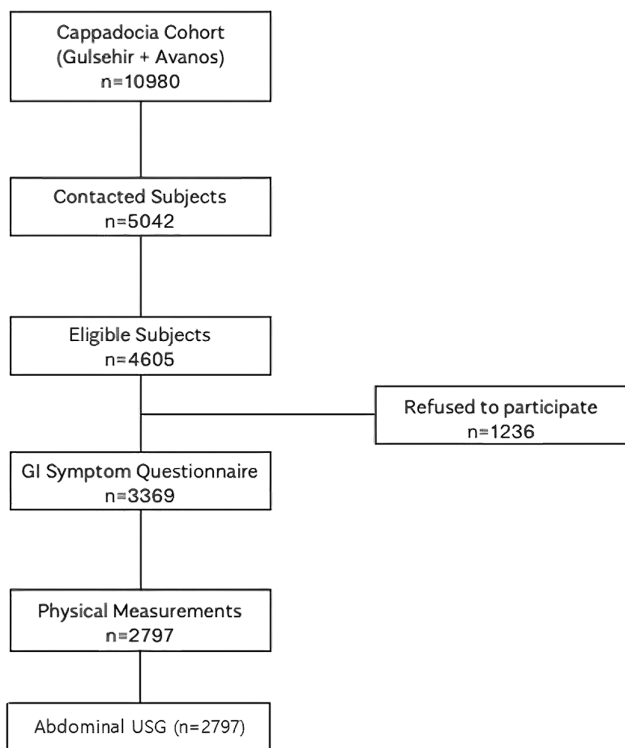 Cappadocia Cohort
(Gulsehir + Avanos)
n=10980
Contacted Subjects
n=5042
Eligible Subjects
n=4605
Refused to participate
n=1236
GI Symptom Questionnaire
n=3369
Physical Measurements
n=2797
Abdominal USG (n=2797)